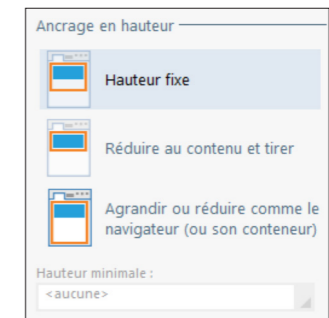 Ancrage en hauteur
Hauteur fixe
Réduire au contenu et tirer
Agrandir ou réduire comme le
navigateur (ou son conteneur)
Hauteur minimale :
<aucune>